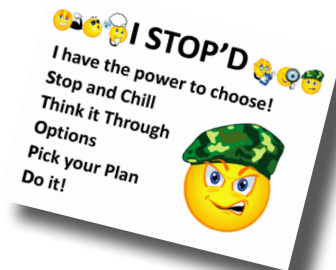 I STOP’D
I have the power to choose!
Stop and Chill
Think it Through
Options
Pick your Plan
Do it!